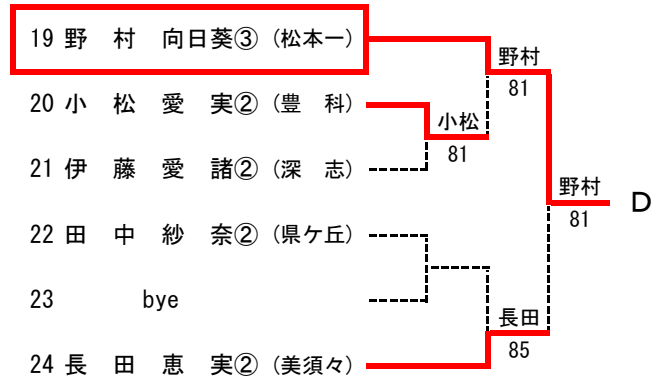 19 野 村 向日葵③ (松本一)
野村
81
20 小 松 愛 実② (豊 科)
小松
81
21 伊 藤 愛 諸② (深 志)
野村
81
D
22 田 中 紗 奈② (県ケ丘)
23 bye
長田
85
24 長 田 恵 実② (美須々)